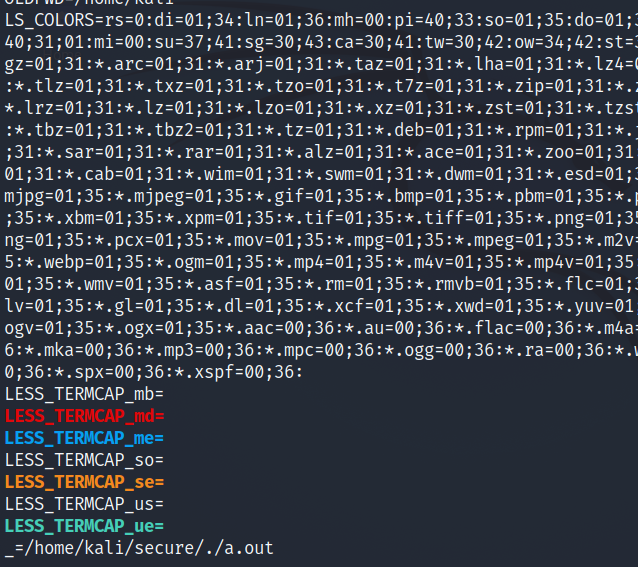 OLDPWD=/home/kali
LS_COLORS=rs=0:di=01;34:ln=01;36:mh=00:pi=40;33:so=01;35:do=01;
40;31;01:mi=00:su=37;41:sg=30;43:ca=30;41:tw=30;42:ow=34;42:st=
gz=01;31:*.arc=01;31:*.arj=01;31:*.taz=01;31:*.lha=01;31:*.lz4=
:*.tlz=01;31:*.txz=01;31:*.tzo=01;31:*.t7z=01;31:*.zip=01;31:*.
*.lrz=01;31:*.lz=01;31:*.lzo=01;31:*.xz=01;31:*.zst=01;31:*.tzst
:*.tbz=01;31:*.tbz2=01;31:*.tz=01;31:*.deb=01;31:*.rpm=01;31:*.
;31:*.sar=01;31:*.rar=01;31:*.alz=01;31:*.ace=01;31:*.zoo=01;31
01;31:*.cab=01;31:*.wim=01;31:*.swm=01;31:*.dwm=01;31:*.esd=01;
mjpg=01;35:*.mjpeg=01;35:*.gif=01;35:*.bmp=01;35:*.pbm=01;35:*.
;35:*.xbm=01;35:*.xpm=01;35:*.tif=01;35:*.tiff=01;35:*.png=01;35
ng=01;35:*.pcx=01;35:*.mov=01;35:*.mpg=01;35:*.mpeg=01;35:*.m2v=
5:*.webp=01;35:*.ogm=01;35:*.mp4=01;35:*.m4v=01;35:*.mp4v=01;35
01;35:*.wmv=01;35:*.asf=01;35:*.rm=01;35:*.rmvb=01;35:*.flc=01;
lv=01;35:*.gl=01;35:*.dl=01;35:*.xcf=01;35:*.xwd=01;35:*.yuv=01;
ogv=01;35:*.ogx=01;35:*.aac=00;36:*.au=00;36:*.flac=00;36:*.m4a=
6:*.mka=00;36:*.mp3=00;36:*.mpc=00;36:*.ogg=00;36:*.ra=00;36:*.
0;36:*.spx=00;36:*.xspf=00;36:
LESS_TERMCAP_mb=
LESS_TERMCAP_md=
LESS_TERMCAP_me=
LESS_TERMCAP_so=
LESS_TERMCAP_se=
LESS_TERMCAP_us=
LESS_TERMCAP_ue=
_=/home/kali/secure/./a.out